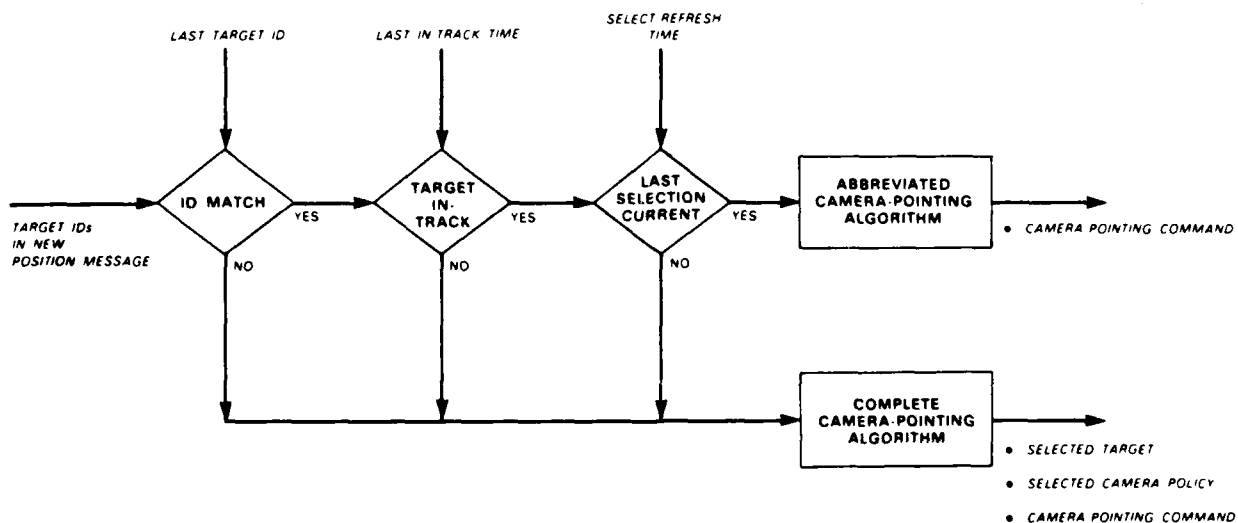 LAST TARGET ID
LAST IN TRACK TIME
SELECT REFRESH
TIME
ID MATCH
TARGET
IN-
TRACK
LAST
SELECTION
CURRENT
ABBREVIATED
CAMERA-POINTING
ALGORITHM
YES
YES
YES
TARGET IDs
IN NEW
POSITION MESSAGE
• CAMERA POINTING COMMAND
NO
NO
NO
COMPLETE
CAMERA-POINTING
ALGORITHM
• SELECTED TARGET
• SELECTED CAMERA POLICY
• CAMERA POINTING COMMAND